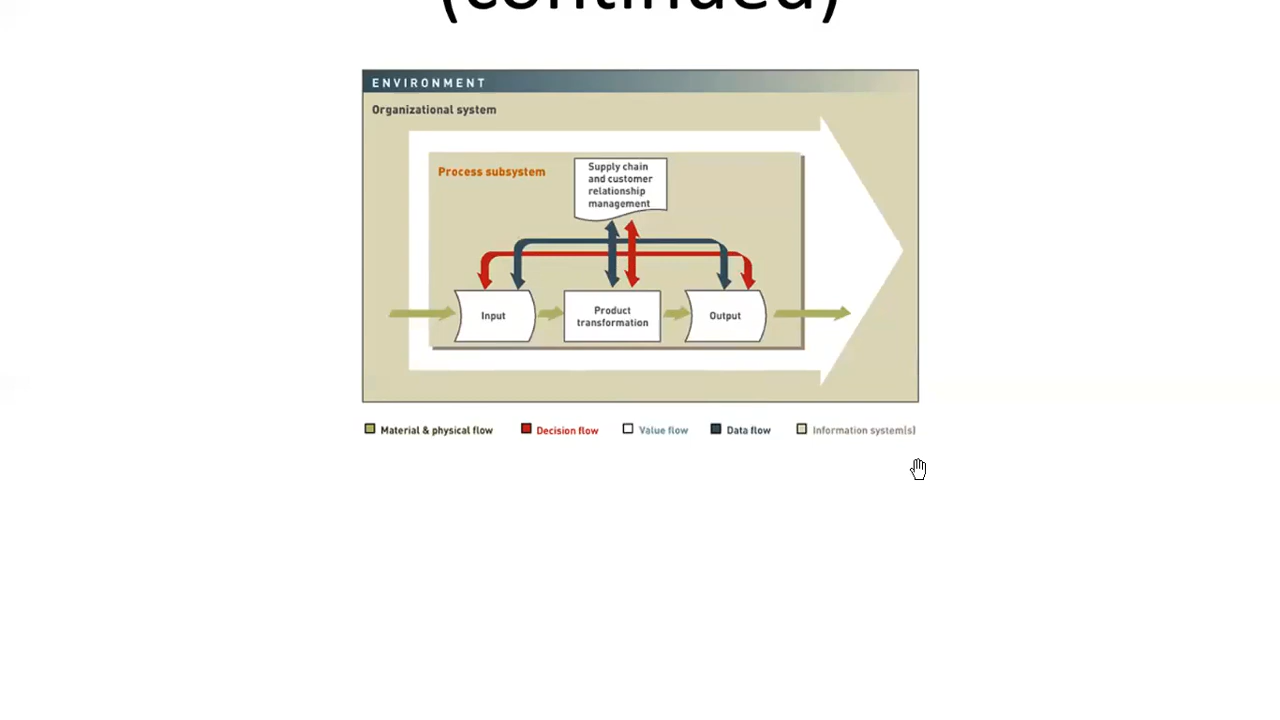 (continued)
ENVIRONMENT
Organizational system
Process subsystem
Supply chain
and customer
relationship
management
Input
Product
transformation
Output
Material & physical flow
Decision flow
Value flow
Data flow
Information system(s)